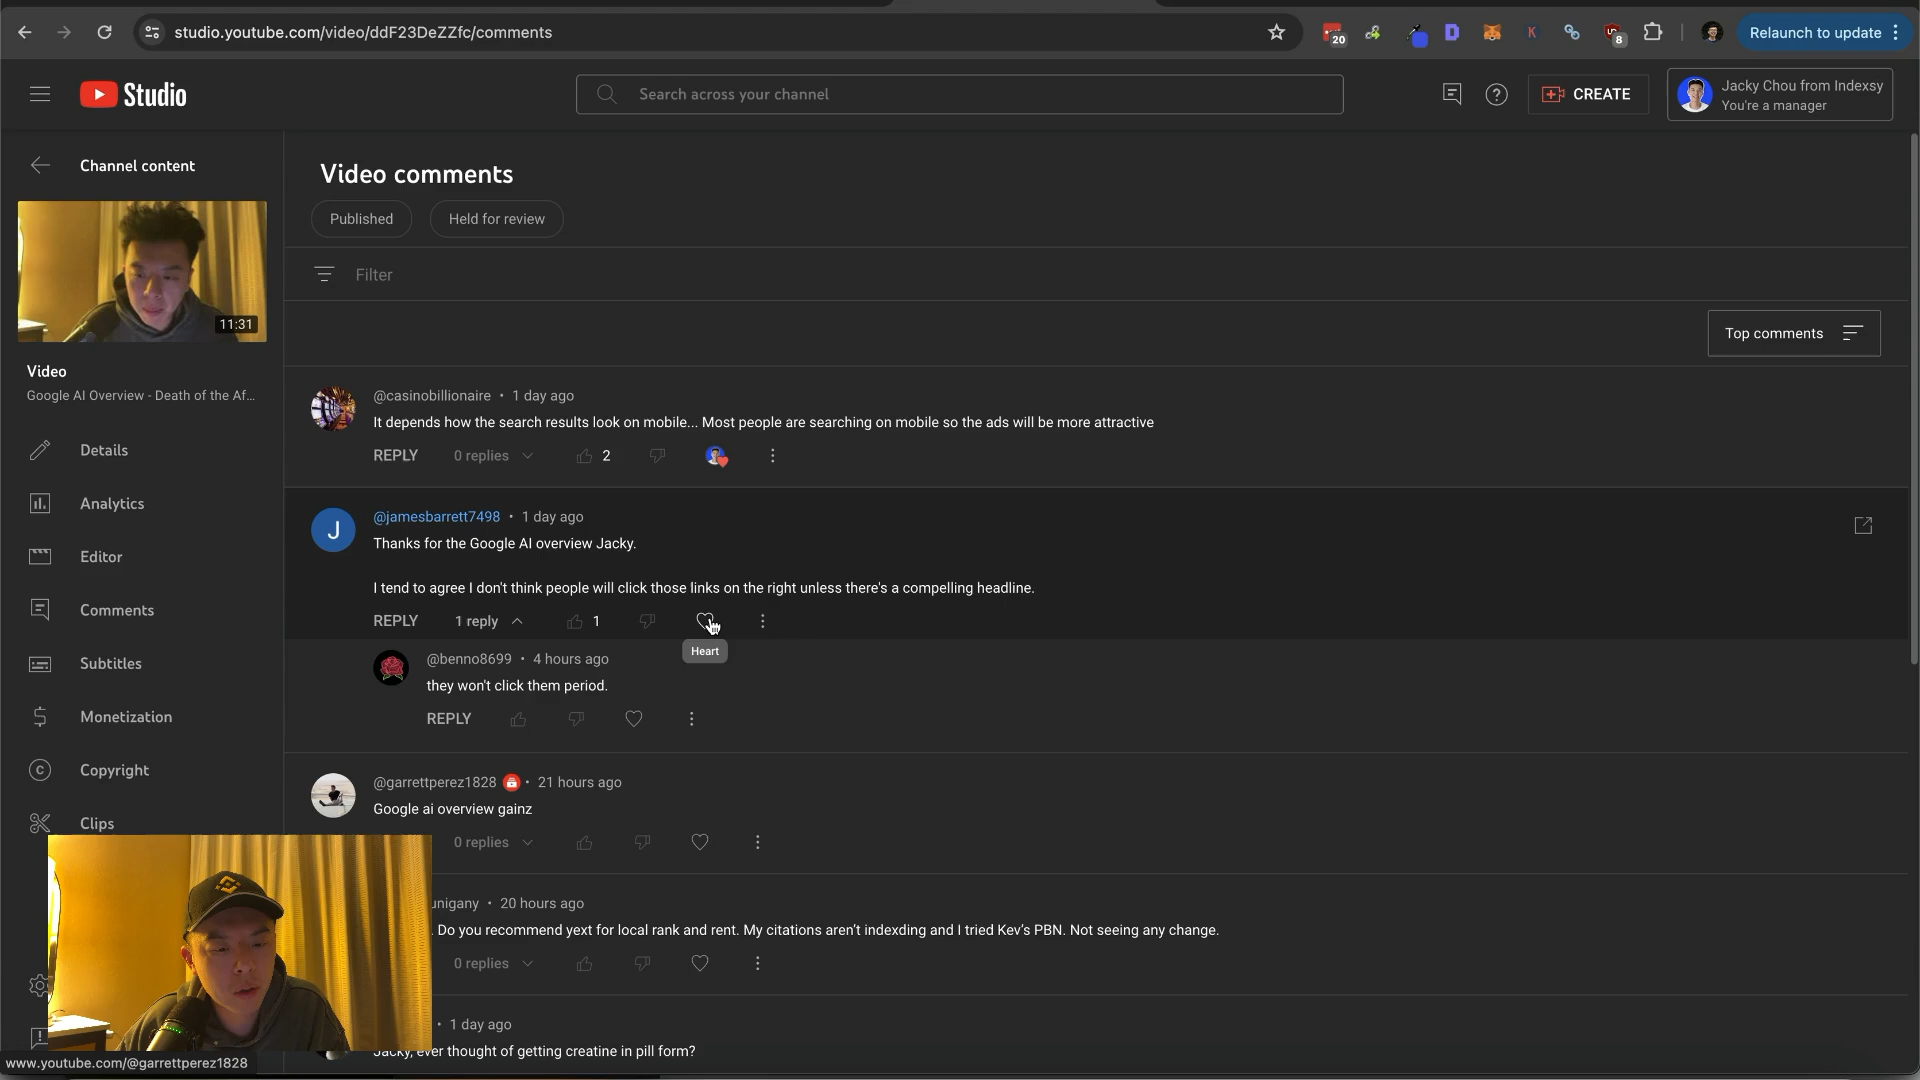 studio.youtube.com/video/ddF23DeZZfc/comments
20
8
Relaunch to update
Studio
Search across your channel
CREATE
Jacky Chou from Indexsy
You're a manager
Channel content
11:31
Video
Google AI Overview - Death of the Af...
Details
Analytics
Editor
Comments
Subtitles
Monetization
Copyright
Clips
Video comments
Published
Held for review
Filter
Top comments
@casinobillionaire • 1 day ago
It depends how the search results look on mobile... Most people are searching on mobile so the ads will be more attractive
REPLY 0 replies 2
J
@jamesbarrett7498 • 1 day ago
Thanks for the Google AI overview Jacky.
I tend to agree I don't think people will click those links on the right unless there's a compelling headline.
REPLY 1 reply 1
Heart
@benno8699 • 4 hours ago
they won't click them period.
REPLY
@garrettperez1828 • 21 hours ago
Google ai overview gainz
0 replies
unigany • 20 hours ago
. Do you recommend yext for local rank and rent. My citations aren't indexding and I tried Kev's PBN. Not seeing any change.
0 replies
• 1 day ago
Jacky, ever thought of getting creatine in pill form?
www.youtube.com/@garrettperez1828